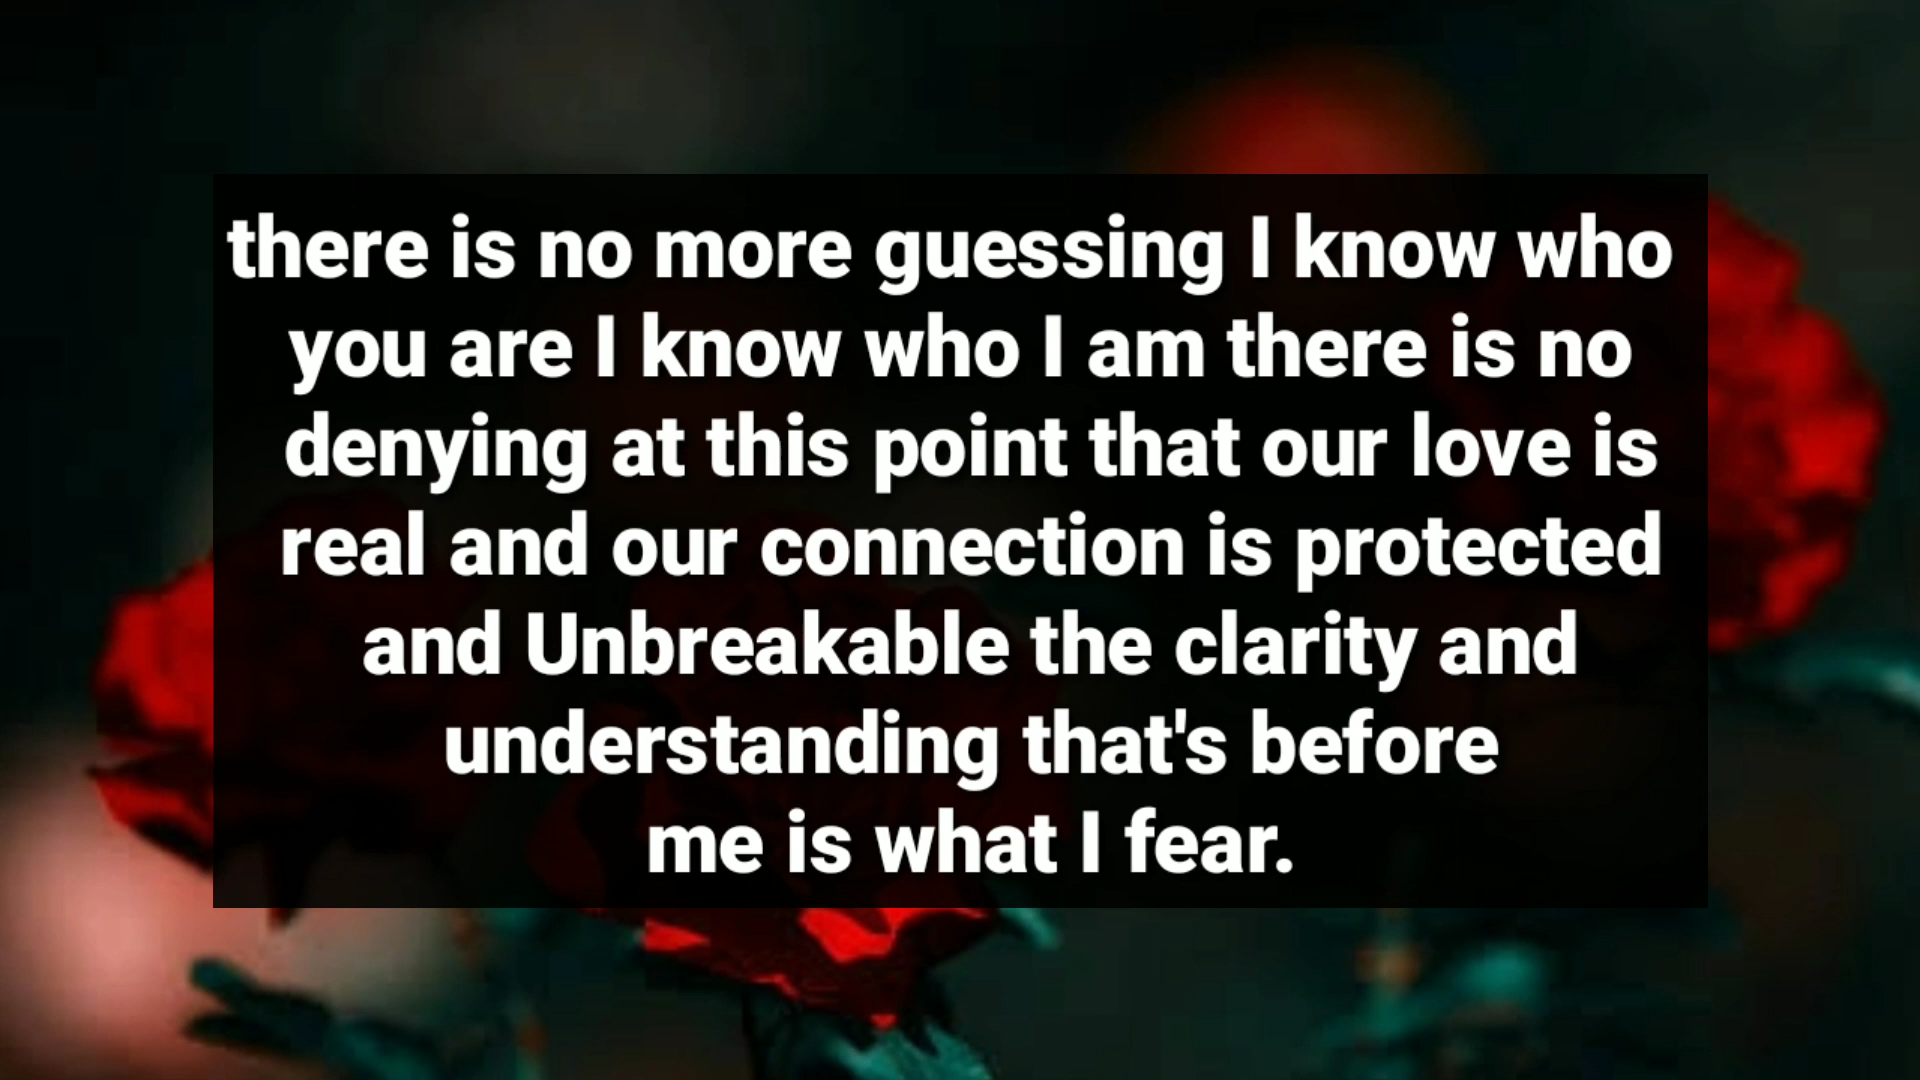 there is no more guessing I know who
you are I know who I am there is no
denying at this point that our love is
real and our connection is protected
and Unbreakable the clarity and
understanding that's before
me is what I fear.